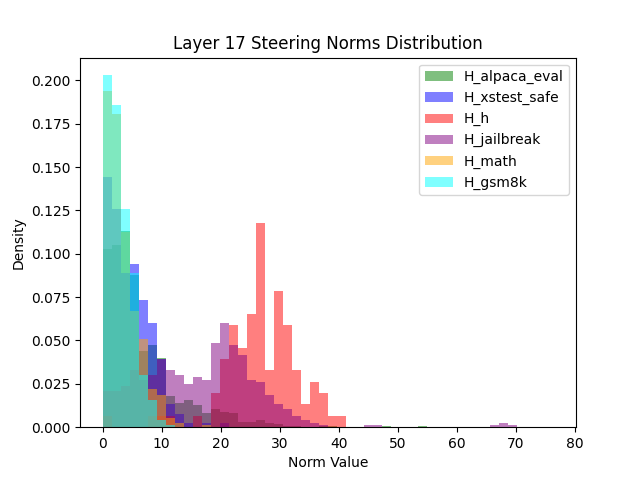 Layer 17 Steering Norms Distribution
H_alpaca_eval
H_xstest_safe
H_h
H_jailbreak
H_math
H_gsm8k
Density
0.200
0.175
0.150
0.125
0.100
0.075
0.050
0.025
0.000
0 10 20 30 40 50 60 70 80
Norm Value